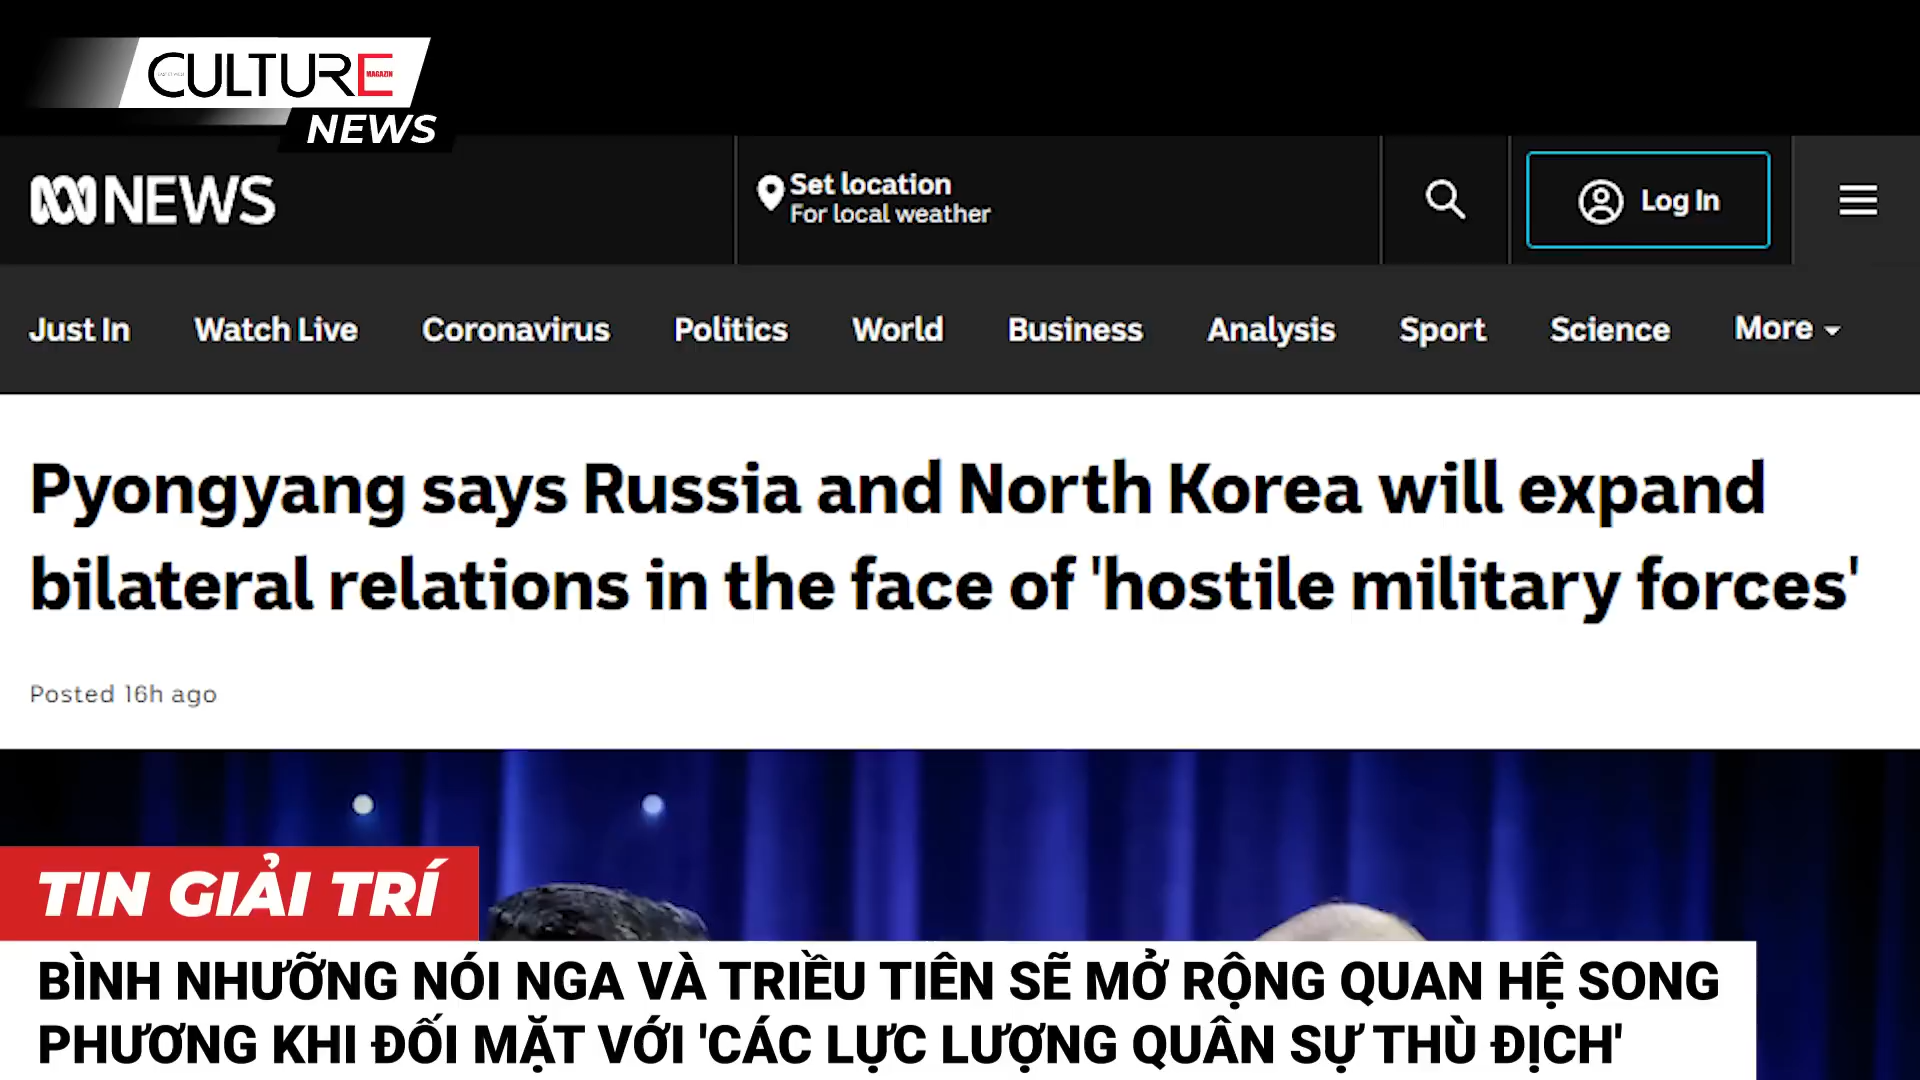 CULTURE
MAGAZIN
NEWS
NEWS
Set location
For local weather
Log In
Just In
Watch Live
Coronavirus
Politics
World
Business
Analysis
Sport
Science
More
Pyongyang says Russia and North Korea will expand
bilateral relations in the face of 'hostile military forces'
Posted 16h ago
TIN GIẢI TRÍ
BÌNH NHƯỠNG NÓI NGA VÀ TRIỀU TIÊN SẼ MỞ RỘNG QUAN HỆ SONG
PHƯƠNG KHI ĐỐI MẶT VỚI 'CÁC LỰC LƯỢNG QUÂN SỰ THÙ ĐỊCH'